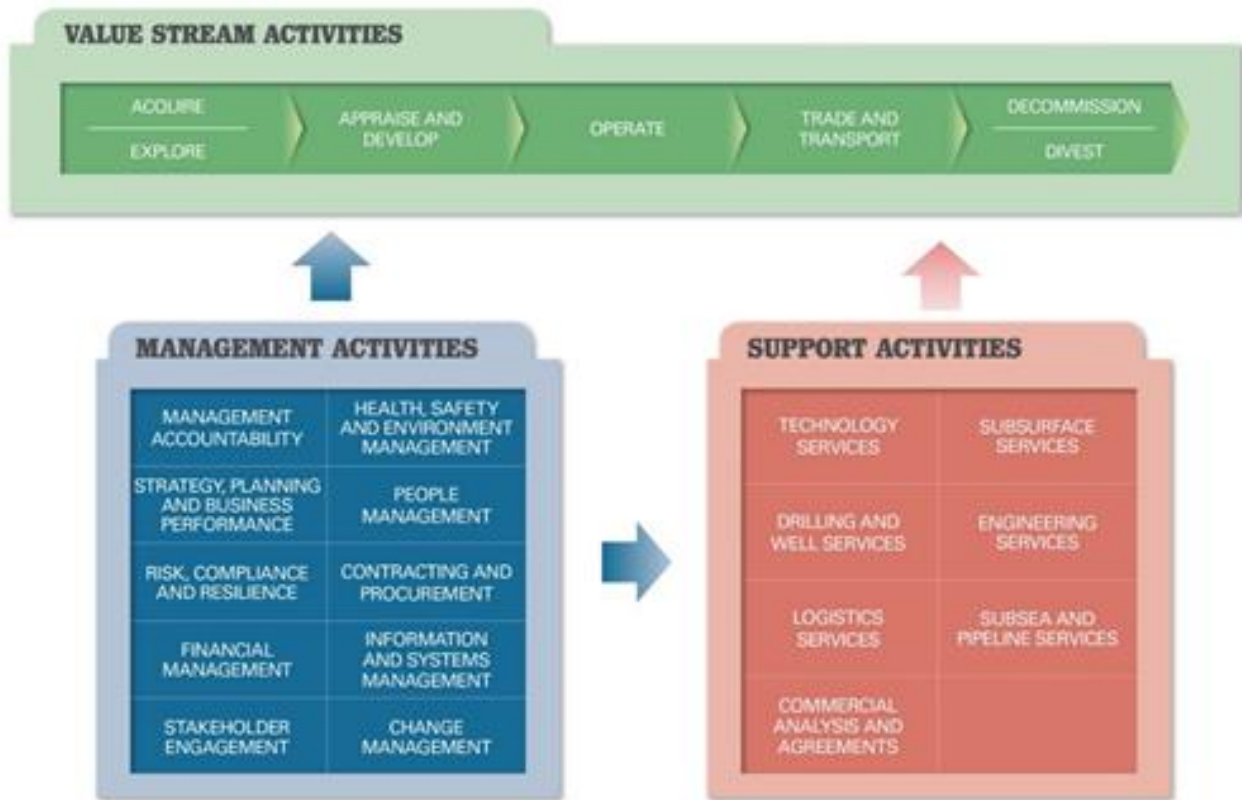 VALUE STREAM ACTIVITIES
ACQUIRE
EXPLORE
APPRAISE AND
DEVELOP
OPERATE
TRADE AND
TRANSPORT
DECOMMISSION
DIVEST
MANAGEMENT ACTIVITIES
MANAGEMENT
ACCOUNTABILITY
HEALTH, SAFETY
AND ENVIRONMENT
MANAGEMENT
STRATEGY, PLANNING
AND BUSINESS
PERFORMANCE
PEOPLE
MANAGEMENT
RISK, COMPLIANCE
AND RESILIENCE
CONTRACTING AND
PROCUREMENT
FINANCIAL
MANAGEMENT
INFORMATION
AND SYSTEMS
MANAGEMENT
STAKEHOLDER
ENGAGEMENT
CHANGE
MANAGEMENT
SUPPORT ACTIVITIES
TECHNOLOGY
SERVICES
SUBSURFACE
SERVICES
DRILLING AND
WELL SERVICES
ENGINEERING
SERVICES
LOGISTICS
SERVICES
SUBSEA AND
PIPELINE SERVICES
COMMERCIAL
ANALYSIS AND
AGREEMENTS